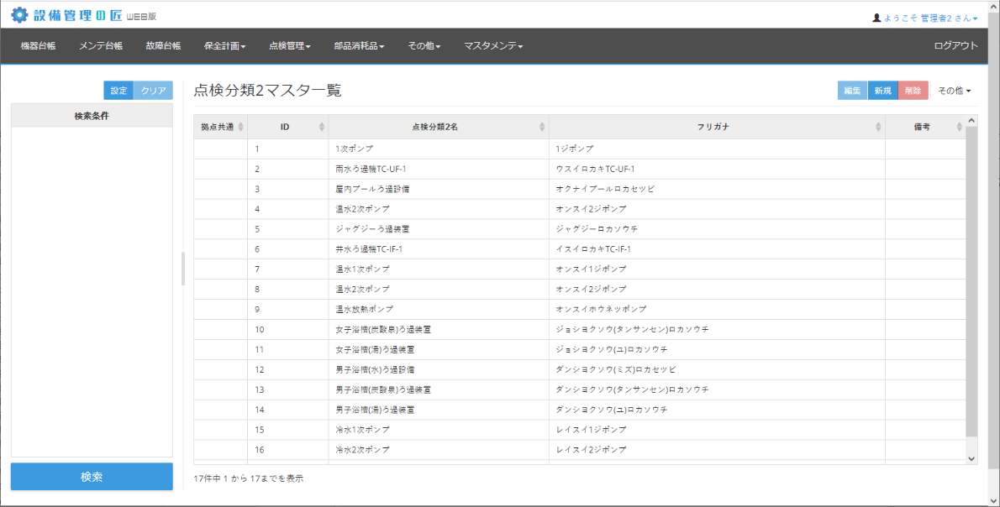 設備管理の匠 WEB版
ようこそ 管理者2 さん
機器台帳 メンテ台帳 故障台帳 保全計画 点検管理 部品消耗品 その他 マスタメンテ ログアウト
設定 クリア
検索条件
検索
点検分類2マスタ一覧
編集 新規 削除 その他
拠点共通 ID 点検分類2名 フリガナ 備考
1 1次ポンプ 1ジポンプ
2 雨水ろ過機TC-UF-1 ウスイロカキTC-UF-1
3 屋内プールろ過設備 オクナイプールロカセツビ
4 温水2次ポンプ オンスイ2ジポンプ
5 ジャグジーろ過装置 ジャグジーロカソウチ
6 井水ろ過機TC-IF-1 イスイロカキTC-IF-1
7 温水1次ポンプ オンスイ1ジポンプ
8 温水2次ポンプ オンスイ2ジポンプ
9 温水放熱ポンプ オンスイホウネツポンプ
10 女子浴槽(炭酸泉)ろ過装置 ジョシヨクソウ(タンサンセン)ロカソウチ
11 女子浴槽(湯)ろ過装置 ジョシヨクソウ(ユ)ロカソウチ
12 男子浴槽(水)ろ過設備 ダンシヨクソウ(ミズ)ロカセツビ
13 男子浴槽(炭酸泉)ろ過装置 ダンシヨクソウ(タンサンセン)ロカソウチ
14 男子浴槽(湯)ろ過装置 ダンシヨクソウ(ユ)ロカソウチ
15 冷水1次ポンプ レイスイ1ジポンプ
16 冷水2次ポンプ レイスイ2ジポンプ
17件中 1 から 17までを表示